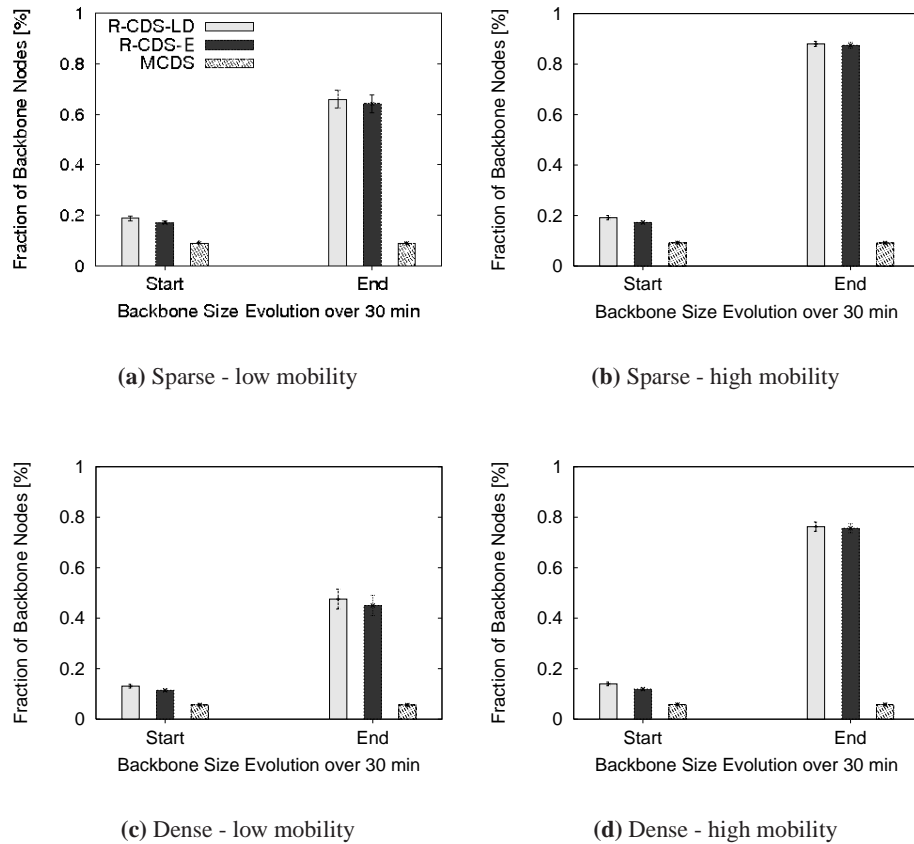 Fraction of Backbone Nodes [%]
1
0.8
0.6
0.4
0.2
0
R-CDS-LD
R-CDS-E
MCDS
Start
End
Backbone Size Evolution over 30 min
(a) Sparse - low mobility
Fraction of Backbone Nodes [%]
1
0.8
0.6
0.4
0.2
0
Start
End
Backbone Size Evolution over 30 min
(b) Sparse - high mobility
Fraction of Backbone Nodes [%]
1
0.8
0.6
0.4
0.2
0
Start
End
Backbone Size Evolution over 30 min
(c) Dense - low mobility
Fraction of Backbone Nodes [%]
1
0.8
0.6
0.4
0.2
0
Start
End
Backbone Size Evolution over 30 min
(d) Dense - high mobility